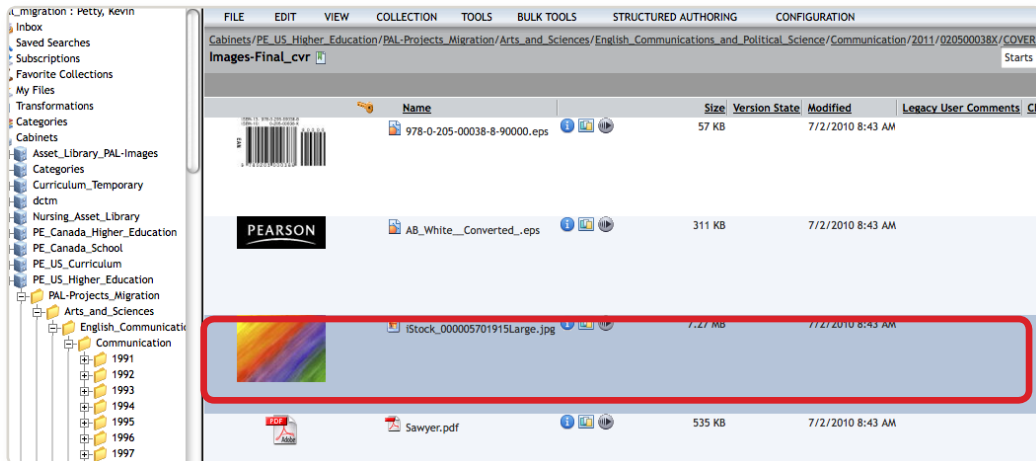 l_migration : Petty, Kevin
Inbox
Saved Searches
Subscriptions
Favorite Collections
My Files
Transformations
Categories
Cabinets
Asset_Library_PAL-Images
Categories
Curriculum_Temporary
dctm
Nursing_Asset_Library
PE_Canada_Higher_Education
PE_Canada_School
PE_US_Curriculum
PE_US_Higher_Education
PAL-Projects_Migration
Arts_and_Sciences
English_Communicatio
Communication
1991
1992
1993
1994
1995
1996
1997
FILE EDIT VIEW COLLECTION TOOLS BULK TOOLS STRUCTURED AUTHORING CONFIGURATION
Cabinets/PE_US_Higher_Education/PAL-Projects_Migration/Arts_and_Sciences/English_Communications_and_Political_Science/Communication/2011/020500038X/COVER
Images-Final_cvr Starts
Name Size Version State Modified Legacy User Comments
978-0-205-00038-8-90000.eps 57 KB 7/2/2010 8:43 AM
PEARSON AB_White__Converted_.eps 311 KB 7/2/2010 8:43 AM
iStock_000005701915Large.jpg 7.27 MB 7/2/2010 8:43 AM
PDF Adobe Sawyer.pdf 535 KB 7/2/2010 8:43 AM